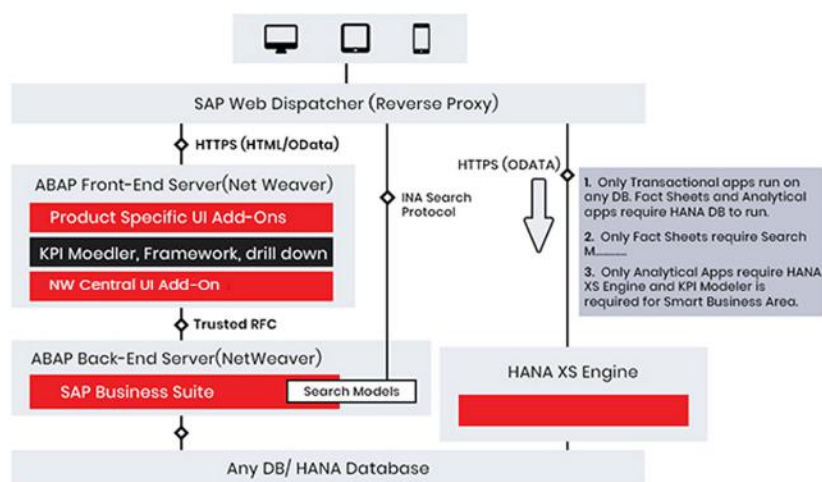 SAP Web Dispatcher (Reverse Proxy)
HTTPS (HTML/OData)
ABAP Front-End Server(Net Weaver)
Product Specific UI Add-Ons
KPI Moedler, Framework, drill down
NW Central UI Add-On
Trusted RFC
ABAP Back-End Server(NetWeaver)
SAP Business Suite
Search Models
INA Search
Protocol
HTTPS (ODATA)
1. Only Transactional apps run on
any DB. Fact Sheets and Analytical
apps require HANA DB to run.
2. Only Fact Sheets require Search
M............
3. Only Analytical Apps require HANA
XS Engine and KPI Modeler is
required for Smart Business Area.
HANA XS Engine
Any DB/ HANA Database